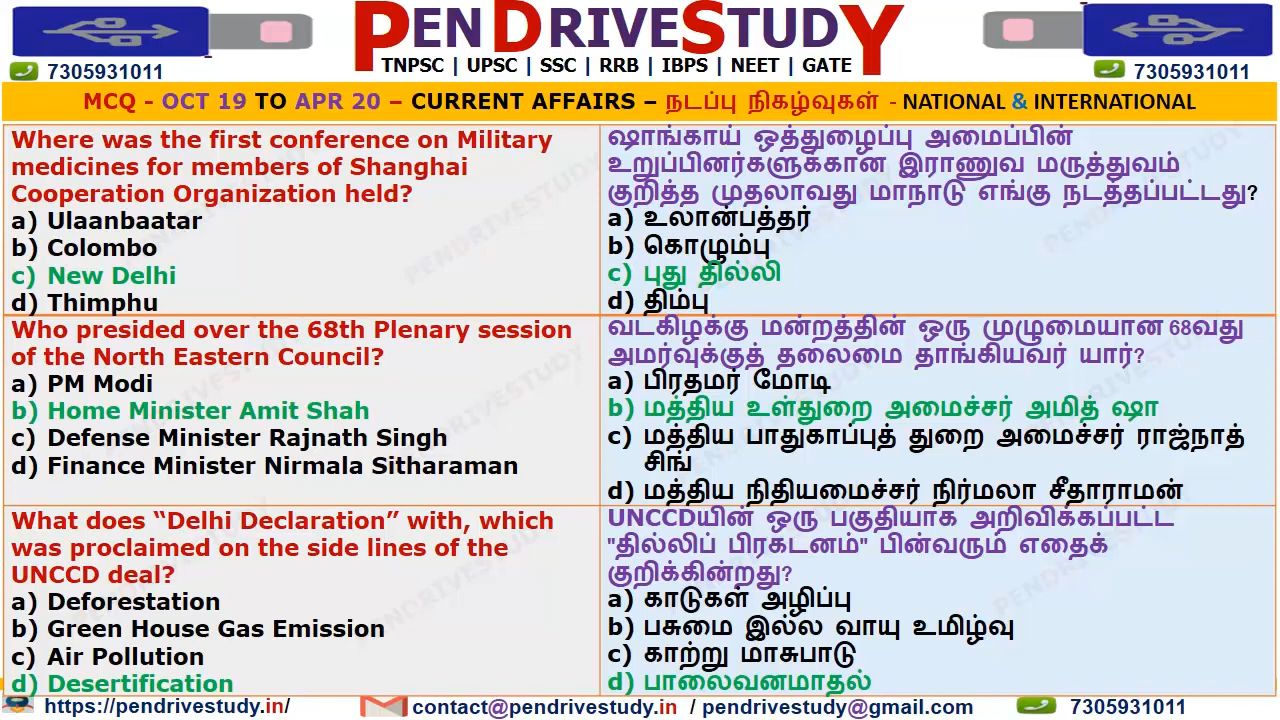 PENDRIVESTUDY
TNPSC | UPSC | SSC | RRB | IBPS | NEET | GATE
7305931011
7305931011
MCQ - OCT 19 TO APR 20 – CURRENT AFFAIRS – நடப்பு நிகழ்வுகள் - NATIONAL & INTERNATIONAL
Where was the first conference on Military
medicines for members of Shanghai
Cooperation Organization held?
a) Ulaanbaatar
b) Colombo
c) New Delhi
d) Thimphu
ஷாங்காய் ஒத்துழைப்பு அமைப்பின்
உறுப்பினர்களுக்கான இராணுவ மருத்துவம்
குறித்த முதலாவது மாநாடு எங்கு நடத்தப்பட்டது?
a) உலான்பத்தர்
b) கொழும்பு
c) புது தில்லி
d) திம்பு
Who presided over the 68th Plenary session
of the North Eastern Council?
a) PM Modi
b) Home Minister Amit Shah
c) Defense Minister Rajnath Singh
d) Finance Minister Nirmala Sitharaman
வடகிழக்கு மன்றத்தின் ஒரு முழுமையான 68வது
அமர்வுக்குத் தலைமை தாங்கியவர் யார்?
a) பிரதமர் மோடி
b) மத்திய உள்துறை அமைச்சர் அமித் ஷா
c) மத்திய பாதுகாப்புத் துறை அமைச்சர் ராஜ்நாத்
சிங்
d) மத்திய நிதியமைச்சர் நிர்மலா சீதாராமன்
What does “Delhi Declaration” with, which
was proclaimed on the side lines of the
UNCCD deal?
a) Deforestation
b) Green House Gas Emission
c) Air Pollution
d) Desertification
UNCCDயின் ஒரு பகுதியாக அறிவிக்கப்பட்ட
"தில்லிப் பிரகடனம்" பின்வரும் எதைக்
குறிக்கின்றது?
a) காடுகள் அழிப்பு
b) பசுமை இல்ல வாயு உமிழ்வு
c) காற்று மாசுபாடு
d) பாலைவனமாதல்
https://pendrivestudy.in/
contact@pendrivestudy.in / pendrivestudy@gmail.com
7305931011